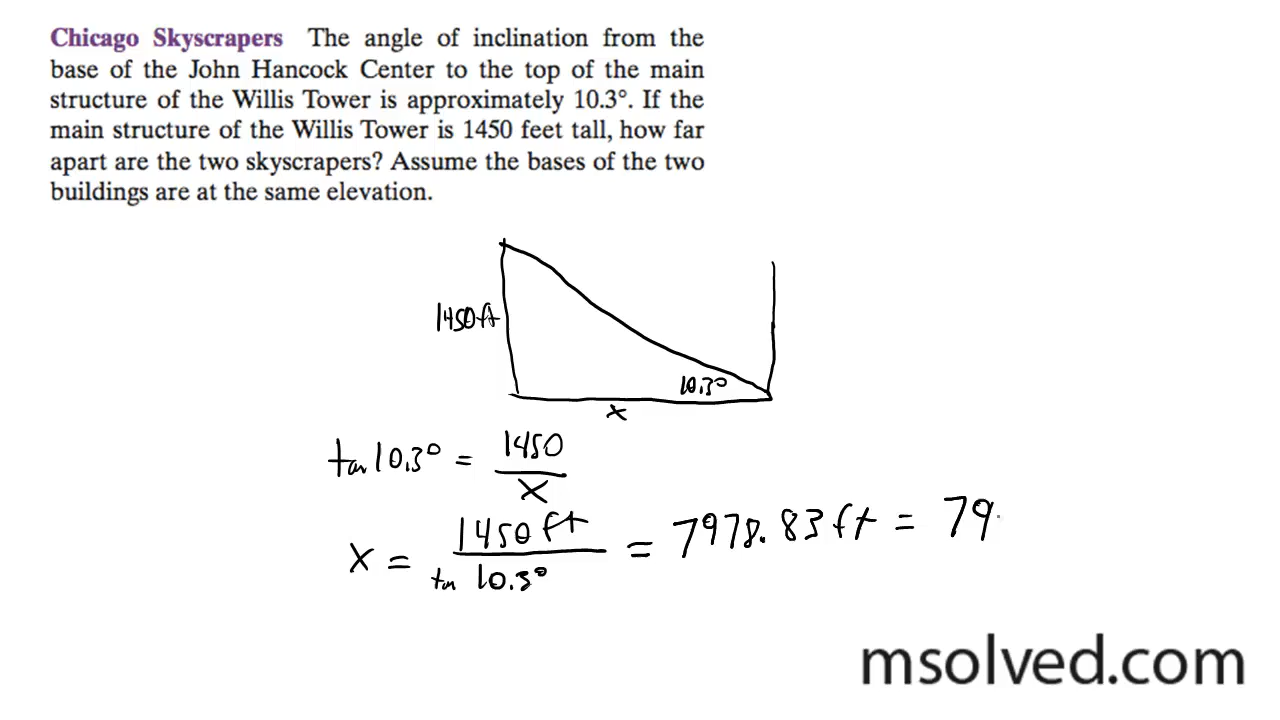 Chicago Skyscrapers The angle of inclination from the
base of the John Hancock Center to the top of the main
structure of the Willis Tower is approximately 10.3°. If the
main structure of the Willis Tower is 1450 feet tall, how far
apart are the two skyscrapers? Assume the bases of the two
buildings are at the same elevation.
1450ft
10.3°
x
tan 10.3° = 1450
x
x = 1450 ft = 7978.83 ft = 79
tan 10.3°
msolved.com